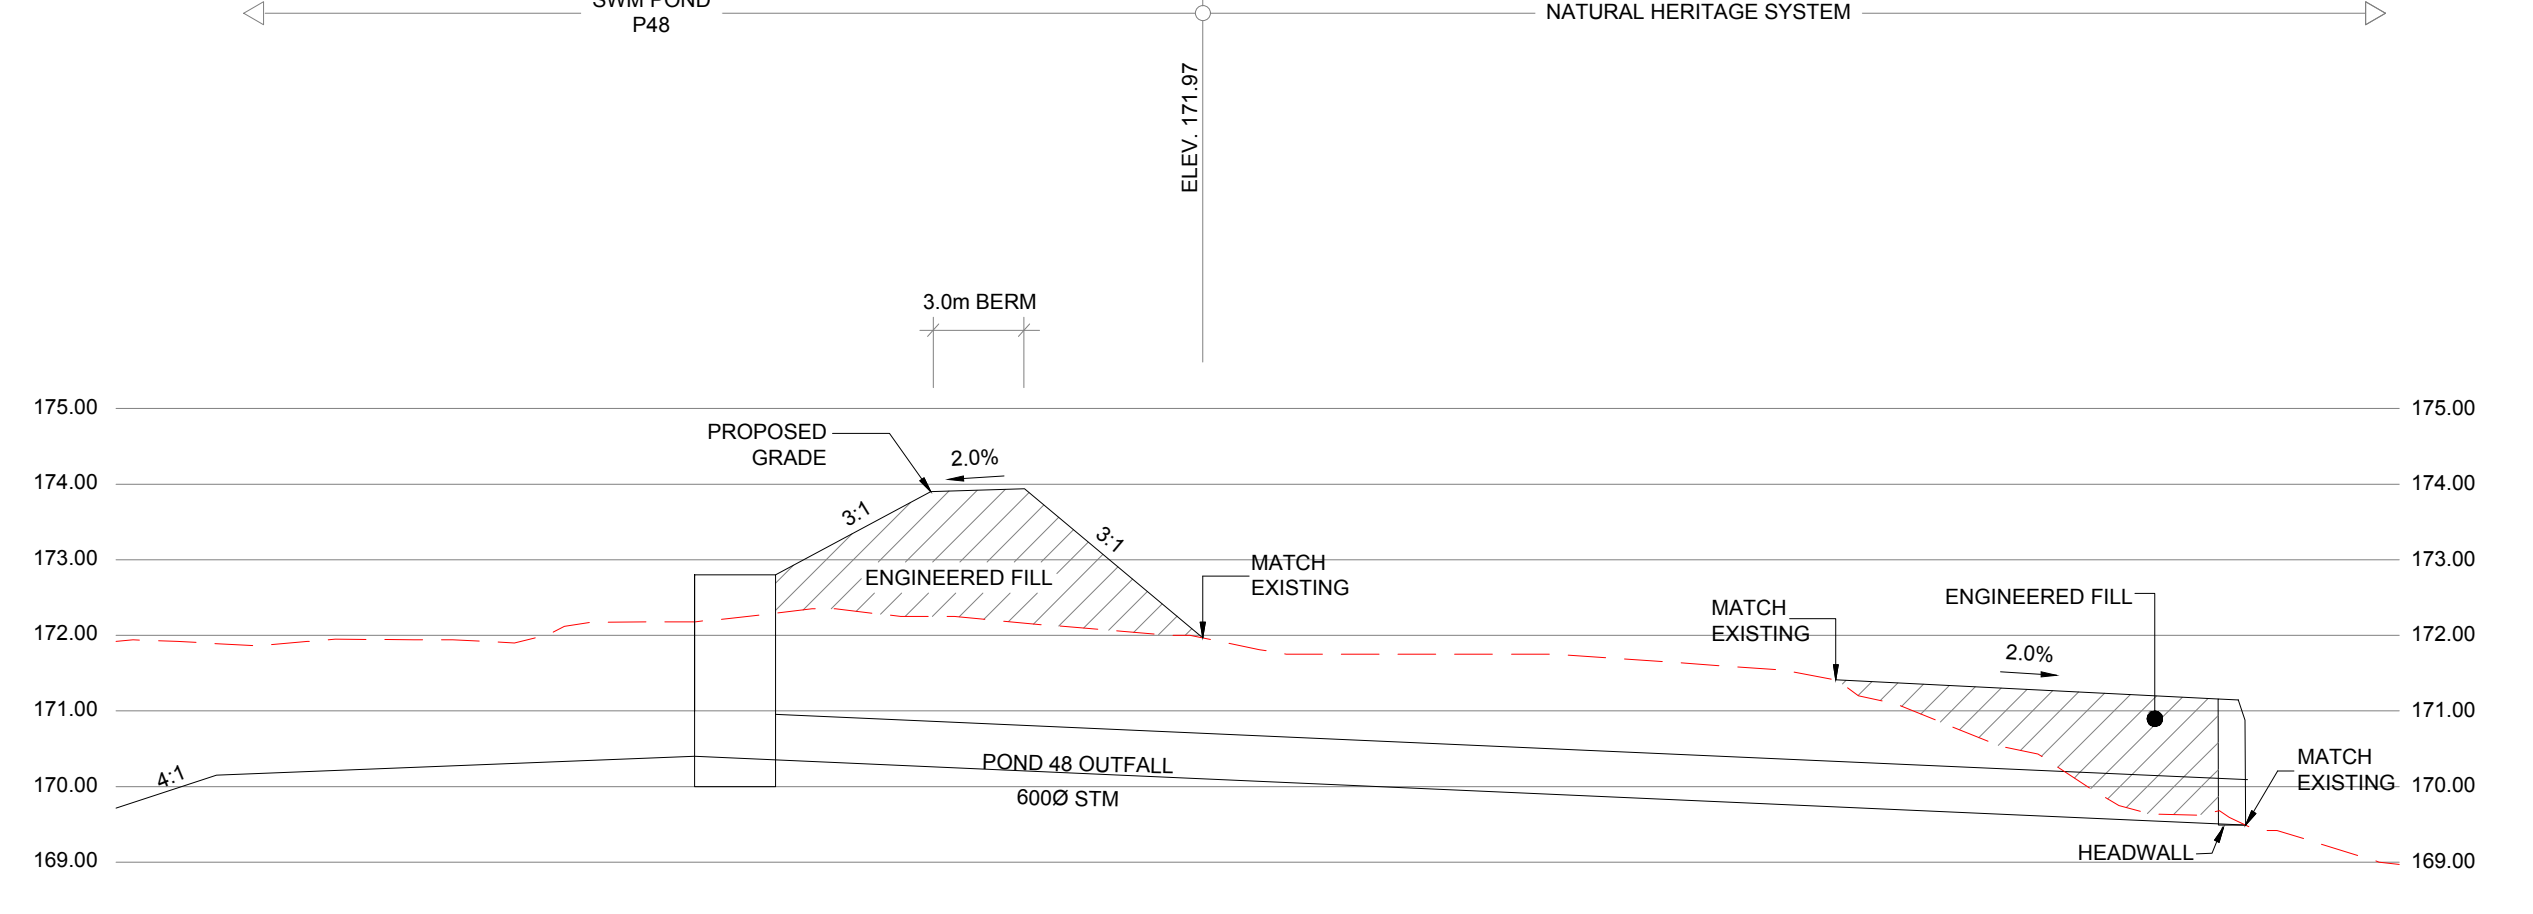 SWM POND
P48
NATURAL HERITAGE SYSTEM
ELEV. 171.97
3.0m BERM
175.00
175.00
PROPOSED
GRADE
2.0%
174.00
174.00
3:1
3:1
173.00
173.00
ENGINEERED FILL
MATCH
EXISTING
MATCH
EXISTING
ENGINEERED FILL
172.00
172.00
2.0%
171.00
171.00
POND 48 OUTFALL
600Ø STM
4:1
MATCH
EXISTING
170.00
170.00
HEADWALL
169.00
169.00